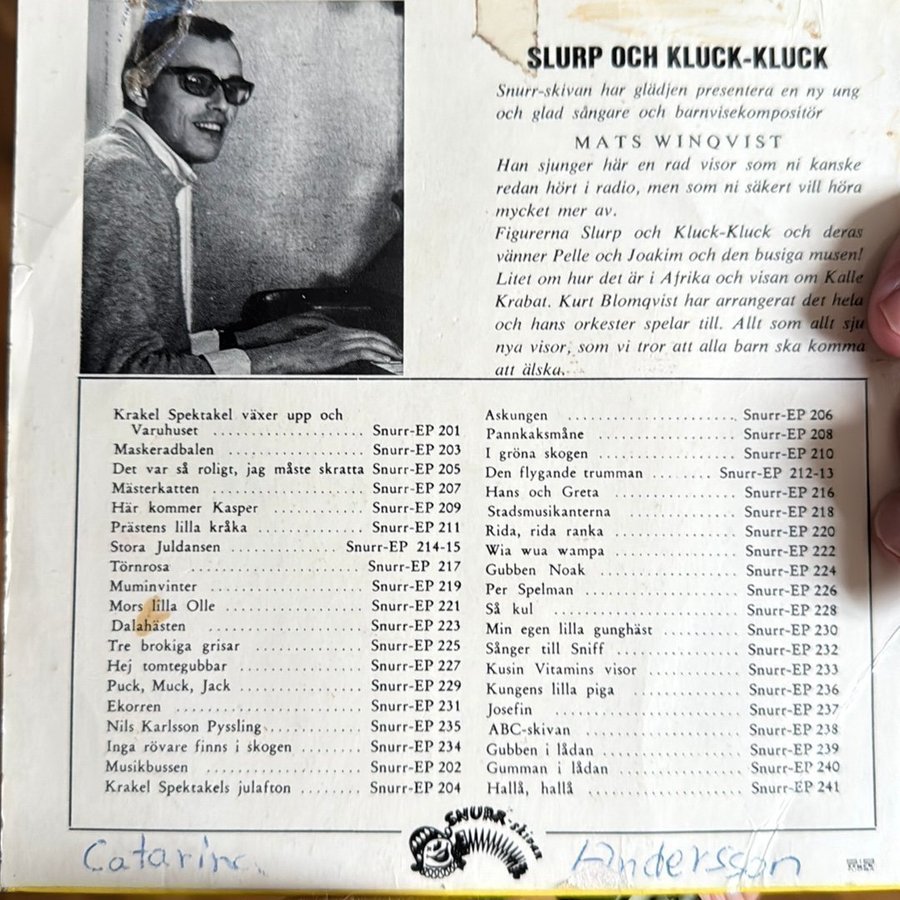 SLURP OCH KLUCK-KLUCK
Snurr-skivan har glädjen presentera en ny ung
och glad sångare och barnvisekompositör
MATS WINQVIST
Han sjunger här en rad visor som ni kanske
redan hört i radio, men som ni säkert vill höra
mycket mer av.
Figurerna Slurp och Kluck-Kluck och deras
vänner Pelle och Joakim och den busiga musen!
Litet om hur det är i Afrika och visan om Kalle
Krabat. Kurt Blomqvist har arrangerat det hela
och hans orkester spelar till. Allt som allt sju
nya visor, som vi tror att alla barn ska komma
att älska.
Krakel Spektakel växer upp och
Varuhuset .................... Snurr-EP 201
Maskeradbalen .................... Snurr-EP 203
Det var så roligt, jag måste skratta Snurr-EP 205
Mästerkatten .................... Snurr-EP 207
Här kommer Kasper .............. Snurr-EP 209
Prästens lilla kråka .............. Snurr-EP 211
Stora Juldansen .............. Snurr-EP 214-15
Törnrosa .................... Snurr-EP 217
Muminvinter .................... Snurr-EP 219
Mors lilla Olle .................... Snurr-EP 221
Dalahästen .................... Snurr-EP 223
Tre brokiga grisar .............. Snurr-EP 225
Hej tomtegubbar .............. Snurr-EP 227
Puck, Muck, Jack .............. Snurr-EP 229
Ekorren .................... Snurr-EP 231
Nils Karlsson Pyssling .............. Snurr-EP 235
Inga rövare finns i skogen ........ Snurr-EP 234
Musikbussen .................... Snurr-EP 202
Krakel Spektakels julafton ........ Snurr-EP 204
Askungen .................... Snurr-EP 206
Pannkaksmåne .................... Snurr-EP 208
I gröna skogen .................... Snurr-EP 210
Den flygande trumman ........ Snurr-EP 212-13
Hans och Greta .............. Snurr-EP 216
Stadsmusikanterna .............. Snurr-EP 218
Rida, rida ranka .............. Snurr-EP 220
Wia wua wampa .............. Snurr-EP 222
Gubben Noak .................... Snurr-EP 224
Per Spelman .................... Snurr-EP 226
Så kul .................... Snurr-EP 228
Min egen lilla gunghäst .......... Snurr-EP 230
Sånger till Sniff .............. Snurr-EP 232
Kusin Vitamins visor .............. Snurr-EP 233
Kungens lilla piga .............. Snurr-EP 236
Josefin .................... Snurr-EP 237
ABC-skivan .................... Snurr-EP 238
Gubben i lådan .............. Snurr-EP 239
Gumman i lådan .............. Snurr-EP 240
Hallå, hallå .................... Snurr-EP 241
SNURR-skivan
Catarina Andersson